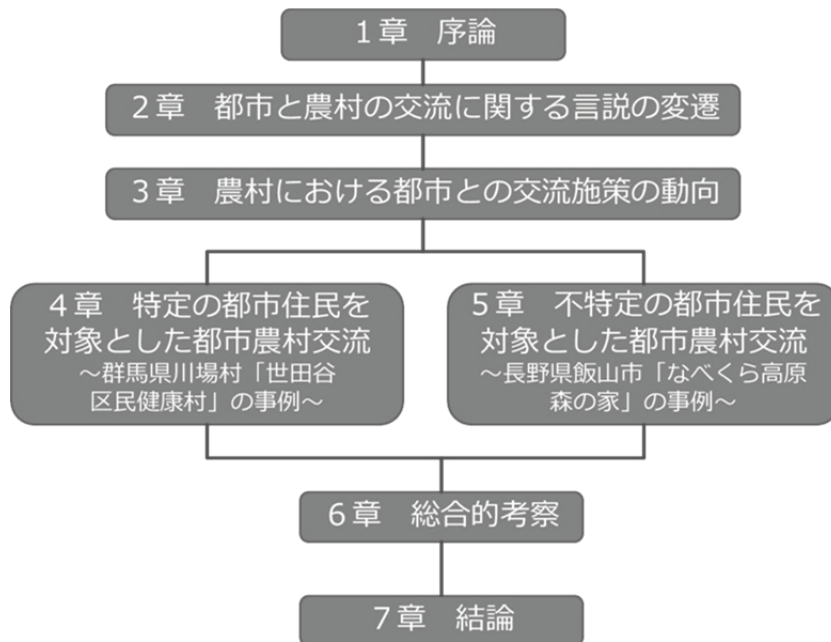 １章　序論
２章　都市と農村の交流に関する言説の変遷
３章　農村における都市との交流施策の動向
４章　特定の都市住民を
対象とした都市農村交流
～群馬県川場村「世田谷
区民健康村」の事例～
５章　不特定の都市住民を
対象とした都市農村交流
～長野県飯山市「なべくら高原
森の家」の事例～
６章　総合的考察
７章　結論